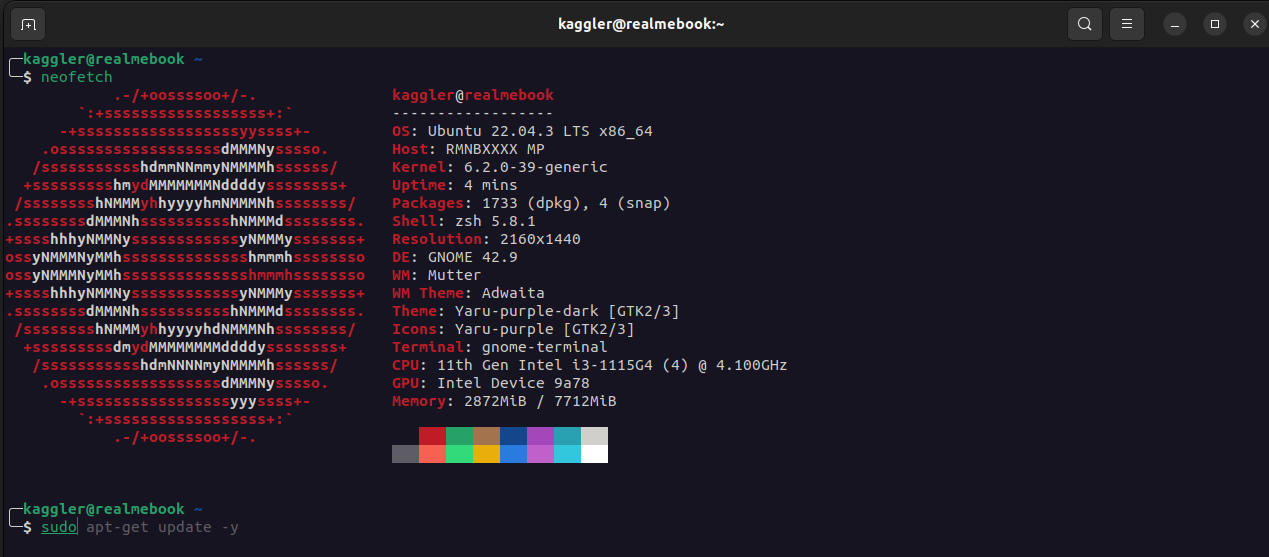 kaggler@realmebook:~
kaggler@realmebook ~
$ neofetch
.-/+oossssoo+/-.
`:+ssssssssssssssssss+:`
-+ssssssssssssssssssyyssss+-
.ossssssssssssssssssdMMMNysssso.
/ssssssssssshdmmNNmmyNMMMMhssssss/
+ssssssssshmydMMMMMMMNddddyssssssss+
/sssssssshNMMMyhhyyyyhmNMMMNhssssssss/
.ssssssssdMMMNhsssssssssshNMMMdssssssss.
+sssshhhyNMMNyssssssssssssyNMMMysssssss+
ossyNMMMNyMMhsssssssssssssshmmmhssssssso
ossyNMMMNyMMhsssssssssssssshmmmhssssssso
+sssshhhyNMMNyssssssssssssyNMMMysssssss+
.ssssssssdMMMNhsssssssssshNMMMdssssssss.
/sssssssshNMMMyhhyyyyhdNMMMNhssssssss/
+sssssssssdmydMMMMMMMMddddyssssssss+
/ssssssssssshdmNNNNmyNMMMMhssssss/
.ossssssssssssssssssdMMMNysssso.
-+sssssssssssssssssyyyssss+-
`:+ssssssssssssssssss+:`
.-/+oossssoo+/-.
kaggler@realmebook
------------------
OS: Ubuntu 22.04.3 LTS x86_64
Host: RMNBXXXX MP
Kernel: 6.2.0-39-generic
Uptime: 4 mins
Packages: 1733 (dpkg), 4 (snap)
Shell: zsh 5.8.1
Resolution: 2160x1440
DE: GNOME 42.9
WM: Mutter
WM Theme: Adwaita
Theme: Yaru-purple-dark [GTK2/3]
Icons: Yaru-purple [GTK2/3]
Terminal: gnome-terminal
CPU: 11th Gen Intel i3-1115G4 (4) @ 4.100GHz
GPU: Intel Device 9a78
Memory: 2872MiB / 7712MiB
kaggler@realmebook ~
$ sudo apt-get update -y